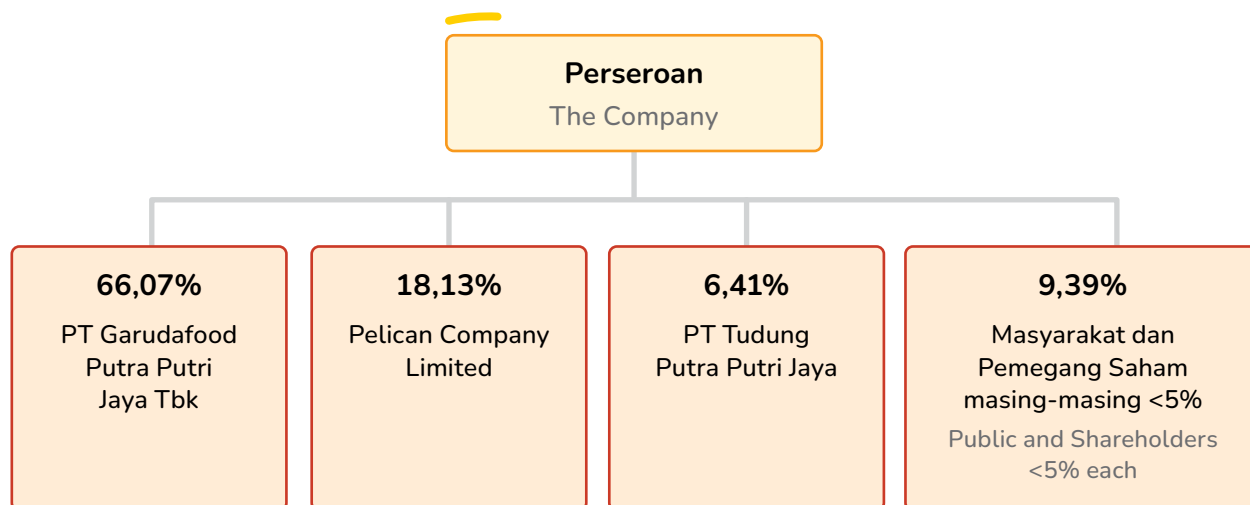 Perseroan
The Company
66,07%
PT Garudafood
Putra Putri
Jaya Tbk
18,13%
Pelican Company
Limited
6,41%
PT Tudung
Putra Putri Jaya
9,39%
Masyarakat dan
Pemegang Saham
masing-masing <5%
Public and Shareholders
<5% each